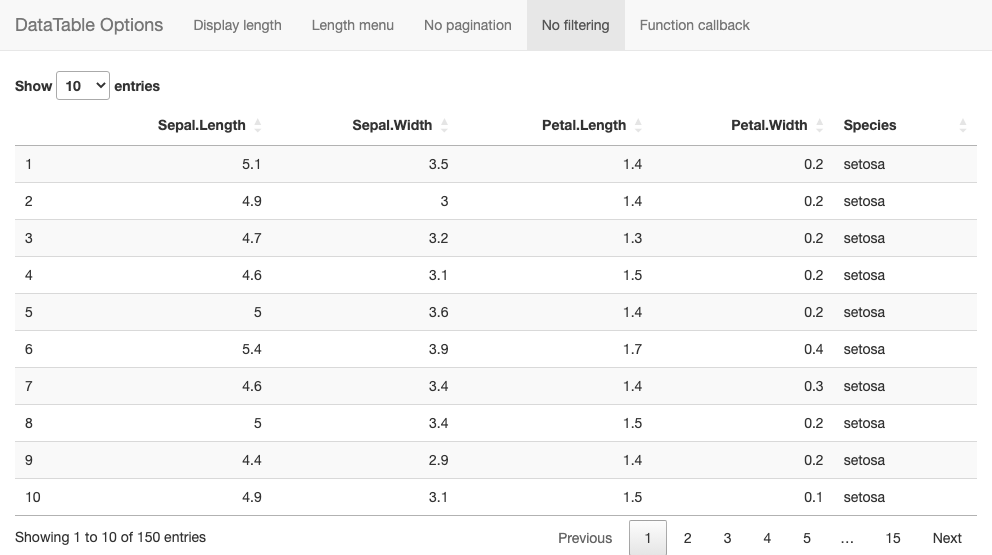 DataTable Options Display length Length menu No pagination No filtering Function callback
Show 10 entries
Sepal.Length Sepal.Width Petal.Length Petal.Width Species
1 5.1 3.5 1.4 0.2 setosa
2 4.9 3 1.4 0.2 setosa
3 4.7 3.2 1.3 0.2 setosa
4 4.6 3.1 1.5 0.2 setosa
5 5 3.6 1.4 0.2 setosa
6 5.4 3.9 1.7 0.4 setosa
7 4.6 3.4 1.4 0.3 setosa
8 5 3.4 1.5 0.2 setosa
9 4.4 2.9 1.4 0.2 setosa
10 4.9 3.1 1.5 0.1 setosa
Showing 1 to 10 of 150 entries Previous 1 2 3 4 5 … 15 Next